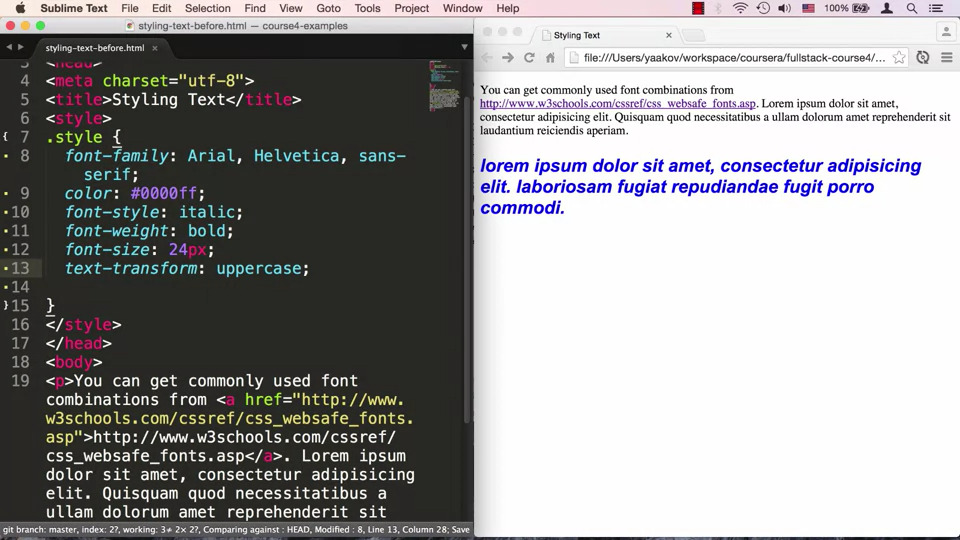 Sublime Text File Edit Selection Find View Goto Tools Project Window Help 100%
styling-text-before.html — course4-examples
styling-text-before.html
4 <meta charset="utf-8">
5 <title>Styling Text</title>
6 <style>
7 .style {
8 font-family: Arial, Helvetica, sans-
serif;
9 color: #0000ff;
10 font-style: italic;
11 font-weight: bold;
12 font-size: 24px;
13 text-transform: uppercase;
14
15 }
16 </style>
17 </head>
18 <body>
19 <p>You can get commonly used font
combinations from <a href="http://www.
w3schools.com/cssref/css_websafe_fonts.
asp">http://www.w3schools.com/cssref/
css_websafe_fonts.asp</a>. Lorem ipsum
dolor sit amet, consectetur adipisicing
elit. Quisquam quod necessitatibus a
ullam dolorum amet reprehenderit sit
git branch: master, index: 2?, working: 3≠ 2× 2?, Comparing against : HEAD, Modified : 8, Line 13, Column 28; Save
Styling Text
file:///Users/yaakov/workspace/coursera/fullstack-course4/...
You can get commonly used font combinations from
http://www.w3schools.com/cssref/css_websafe_fonts.asp. Lorem ipsum dolor sit amet,
consectetur adipisicing elit. Quisquam quod necessitatibus a ullam dolorum amet reprehenderit sit
laudantium reiciendis aperiam.
lorem ipsum dolor sit amet, consectetur adipisicing
elit. laboriosam fugiat repudiandae fugit porro
commodi.